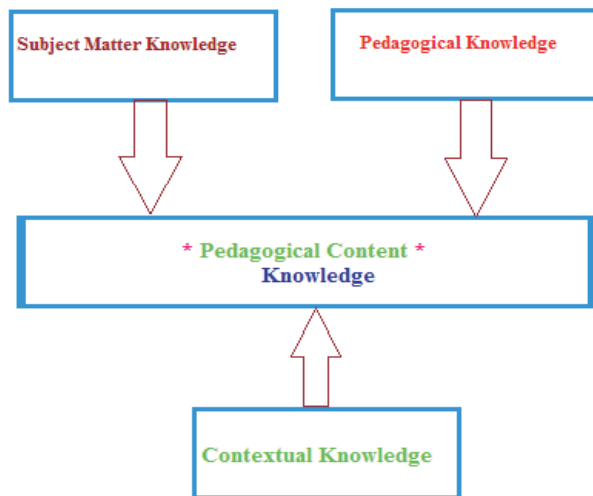 Subject Matter Knowledge
Pedagogical Knowledge
* Pedagogical Content *
Knowledge
Contextual Knowledge